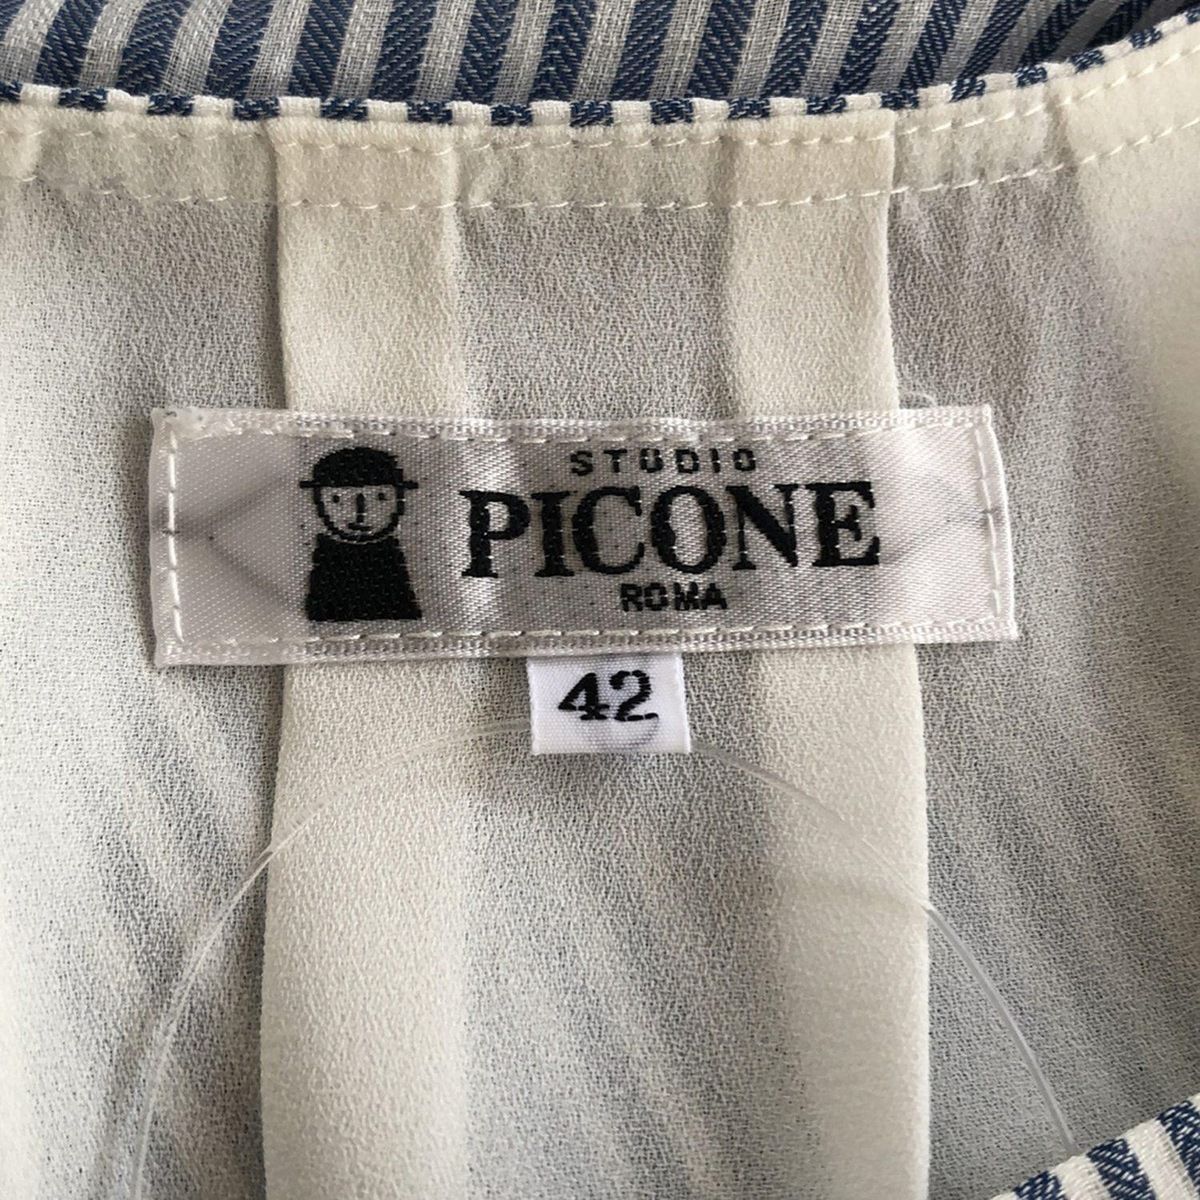 STUDIO
PICONE
ROMA
42